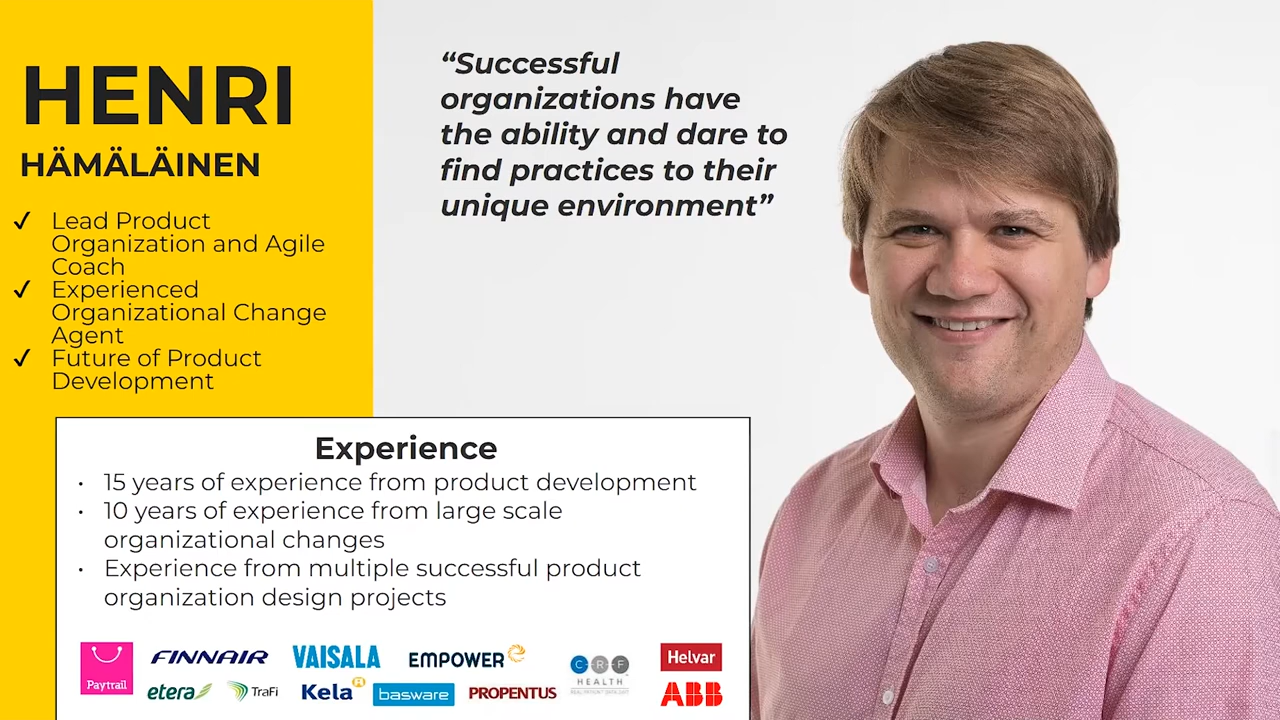 HENRI
HÄMÄLÄINEN
✓ Lead Product
Organization and Agile
Coach
✓ Experienced
Organizational Change
Agent
✓ Future of Product
Development
“Successful
organizations have
the ability and dare to
find practices to their
unique environment”
Experience
• 15 years of experience from product development
• 10 years of experience from large scale
organizational changes
• Experience from multiple successful product
organization design projects
Paytrail
FINNAIR
VAISALA
EMPOWER
C-R-F
HEALTH
Helvar
etera
TraFi
Kela
basware
PROPENTUS
ABB